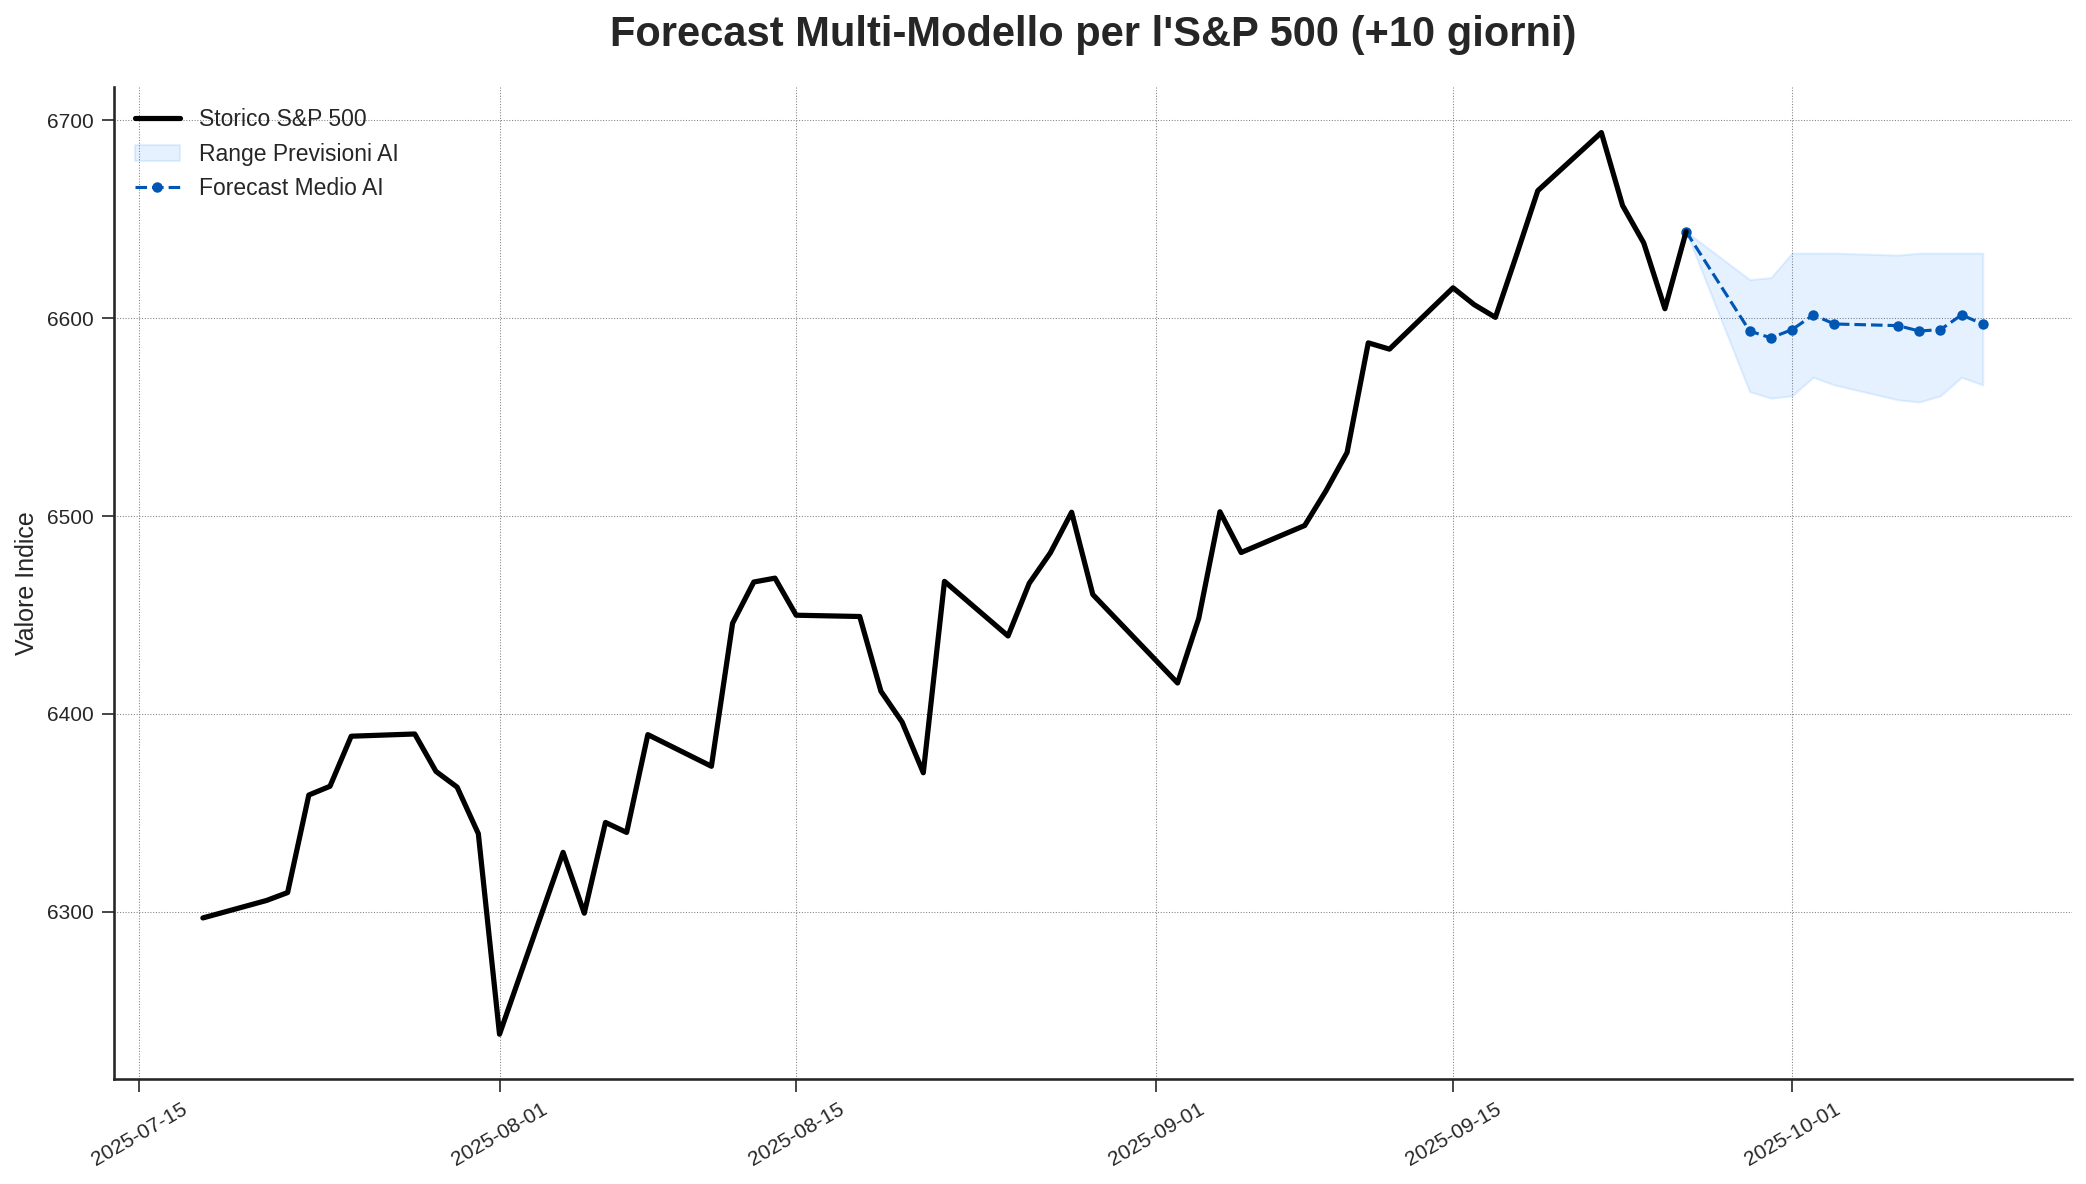 Forecast Multi-Modello per l'S&P 500 (+10 giorni)
Storico S&P 500
Range Previsioni AI
Forecast Medio AI
Valore Indice
6700
6600
6500
6400
6300
2025-07-15
2025-08-01
2025-08-15
2025-09-01
2025-09-15
2025-10-01